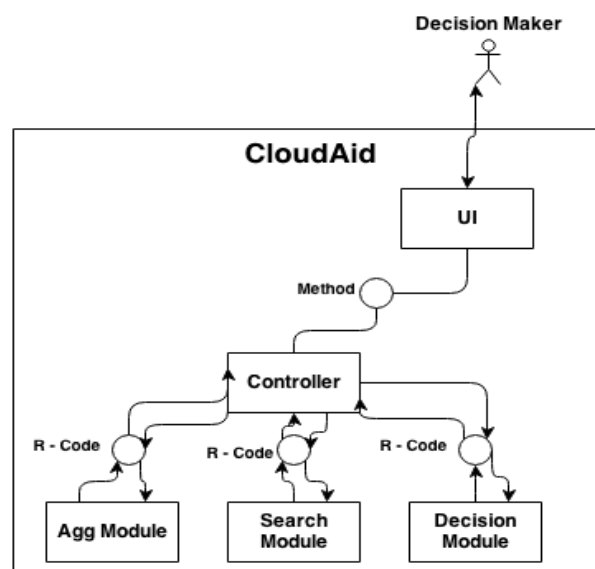 Decision Maker
CloudAid
UI
Method
Controller
R - Code
R - Code
R - Code
Agg Module
Search
Module
Decision
Module